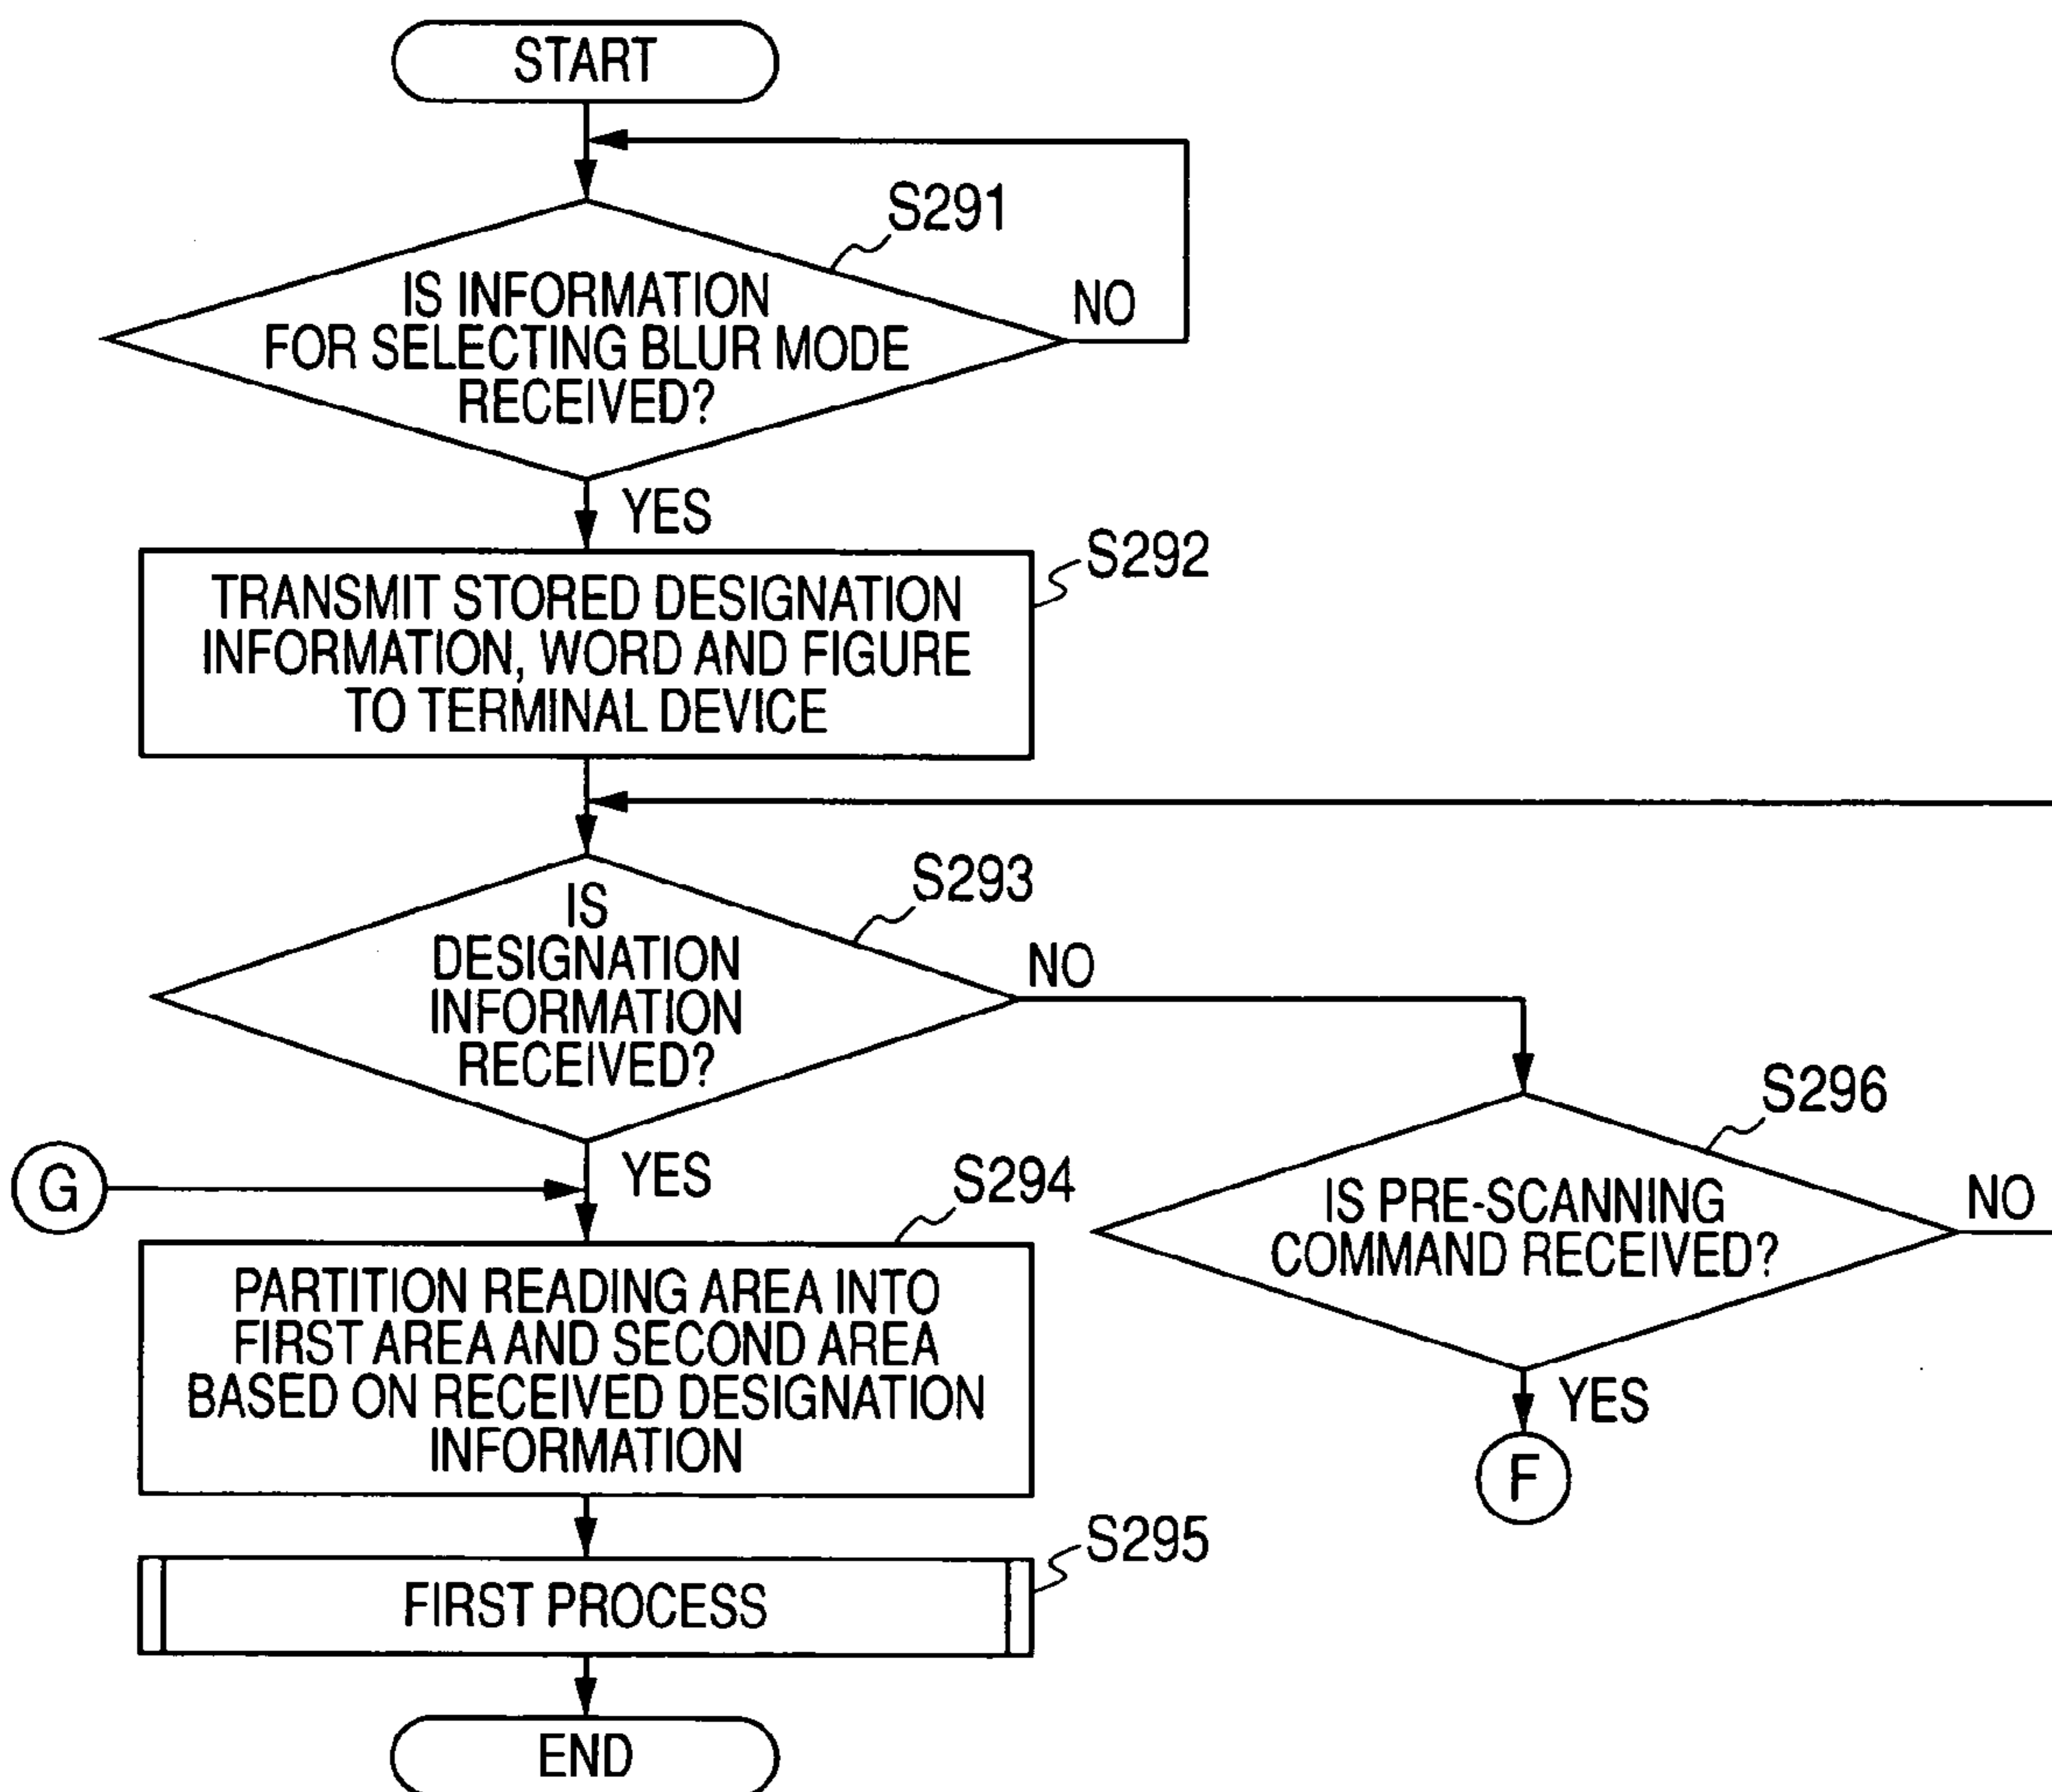 START
S291
IS INFORMATION
FOR SELECTING BLUR MODE
RECEIVED?
NO
YES
S292
TRANSMIT STORED DESIGNATION
INFORMATION, WORD AND FIGURE
TO TERMINAL DEVICE
S293
IS
DESIGNATION
INFORMATION
RECEIVED?
NO
S296
IS PRE-SCANNING
COMMAND RECEIVED?
NO
YES
F
G
YES
S294
PARTITION READING AREA INTO
FIRST AREA AND SECOND AREA
BASED ON RECEIVED DESIGNATION
INFORMATION
S295
FIRST PROCESS
END